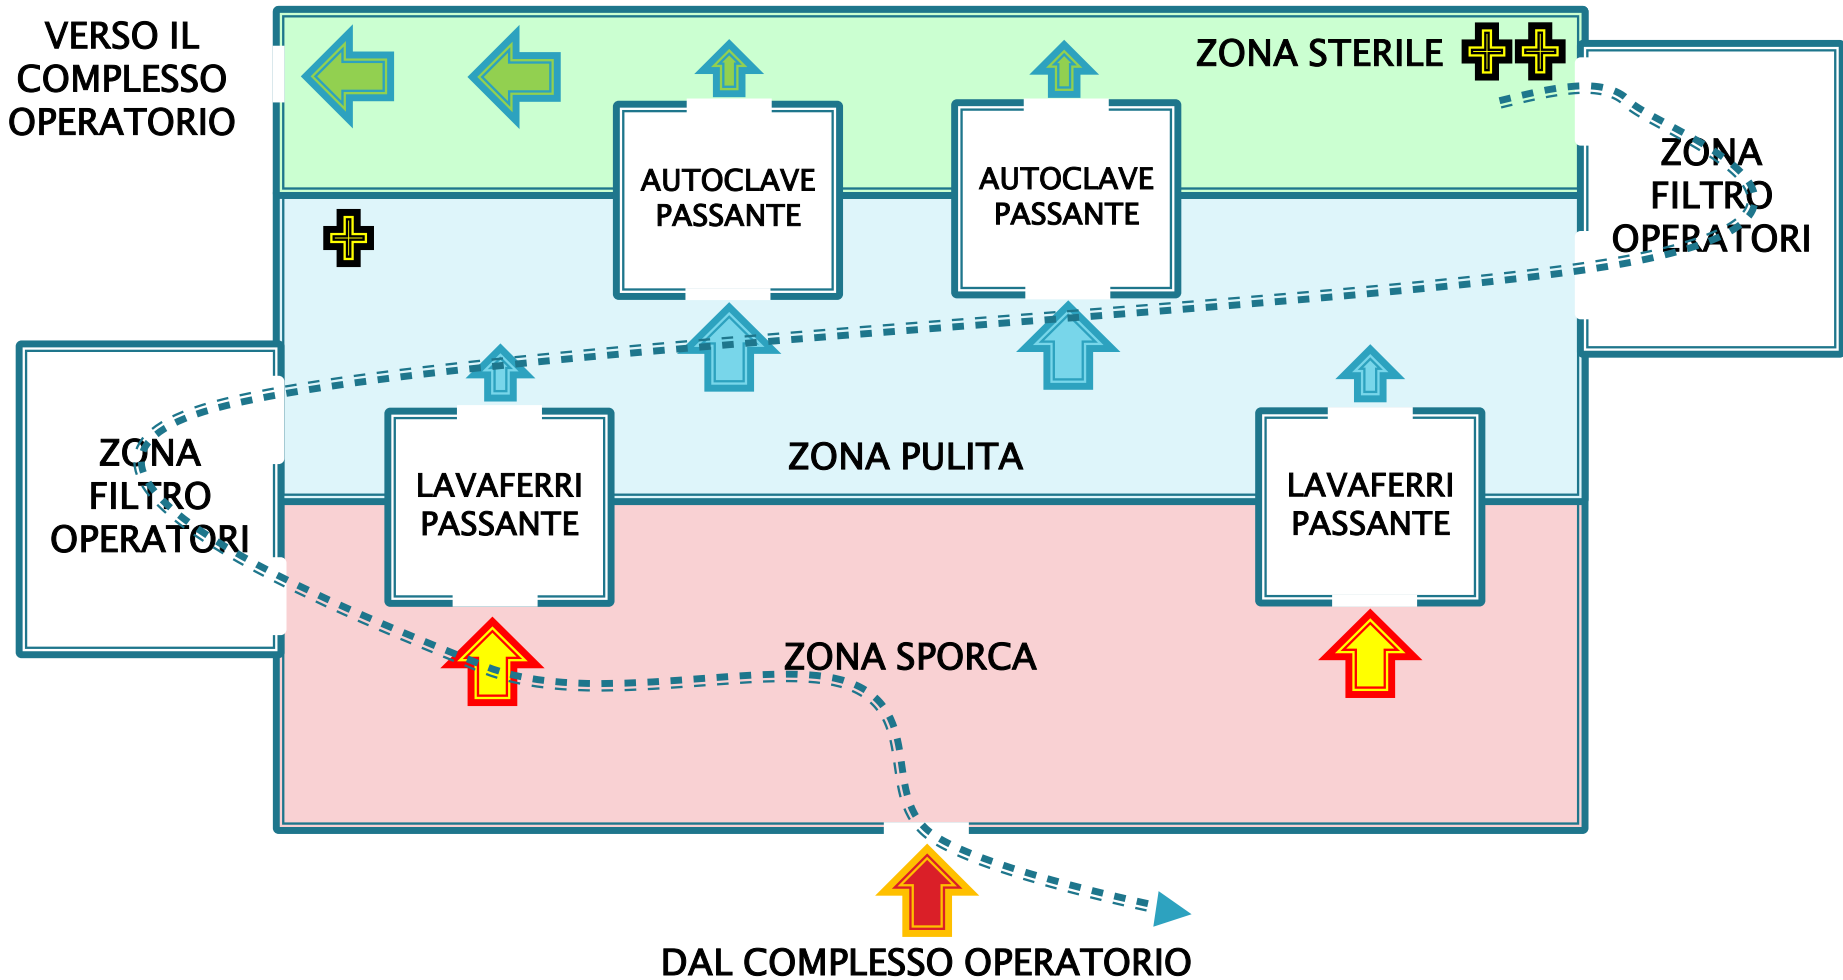 VERSO IL
COMPLESSO
OPERATORIO
ZONA STERILE
ZONA
FILTRO
OPERATORI
AUTOCLAVE
PASSANTE
AUTOCLAVE
PASSANTE
ZONA
FILTRO
OPERATORI
ZONA PULITA
LAVAFERRI
PASSANTE
LAVAFERRI
PASSANTE
ZONA SPORCA
DAL COMPLESSO OPERATORIO